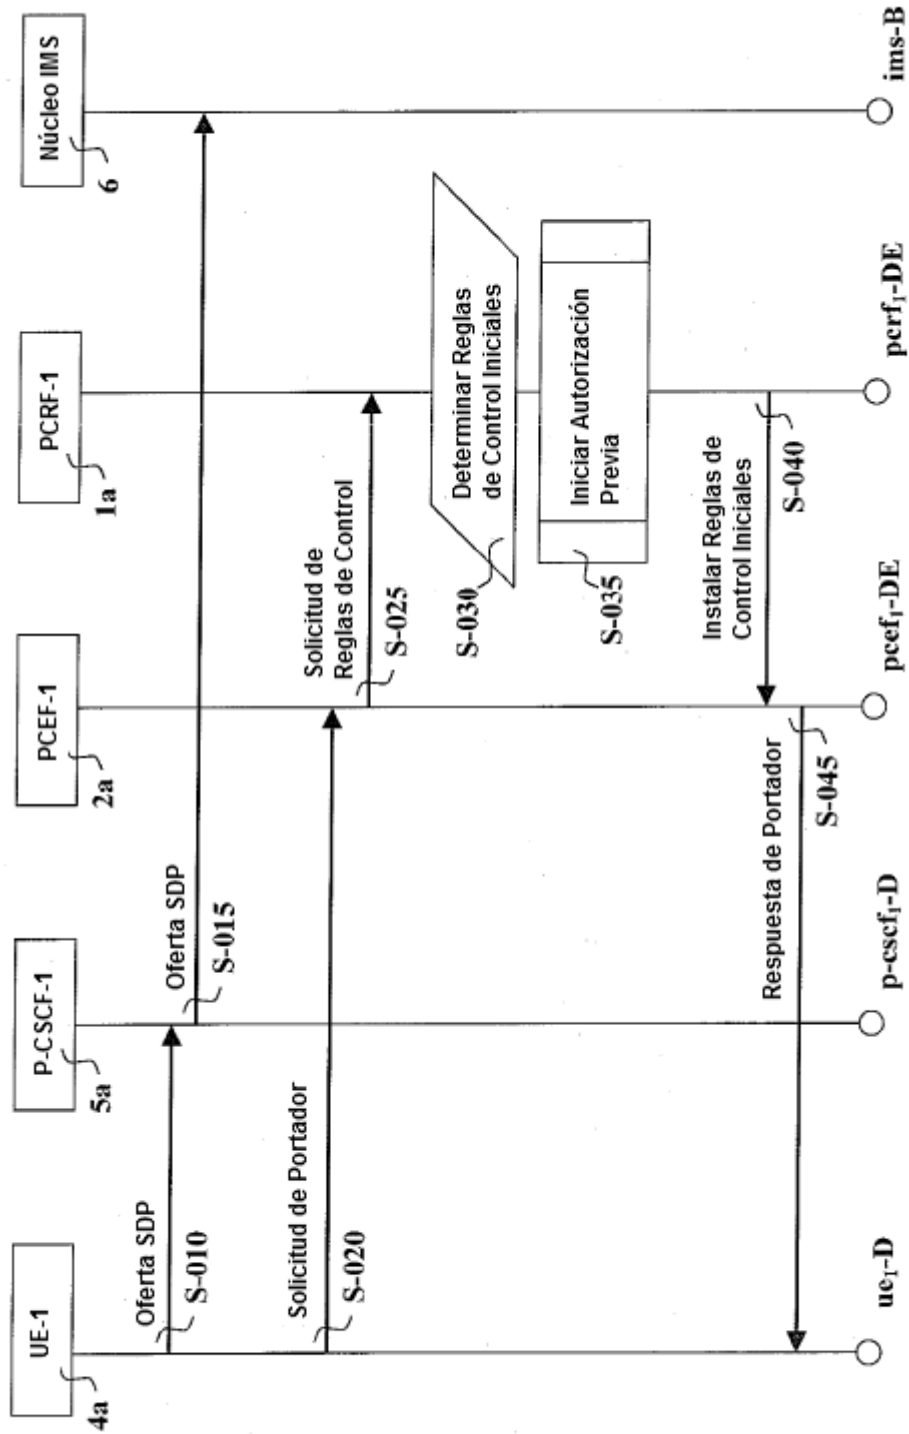 UE-1
4a
P-CSCF-1
5a
PCEF-1
2a
PCRF-1
1a
Núcleo IMS
6
Oferta SDP
S-010
Oferta SDP
S-015
Solicitud de Portador
S-020
Solicitud de
Reglas de Control
S-025
Determinar Reglas
de Control Iniciales
S-030
Iniciar Autorización
Previa
S-035
Instalar Reglas de
Control Iniciales
S-040
Respuesta de Portador
S-045
ue₁-D
p-cscf₁-D
pcef₁-DE
pcrf₁-DE
ims-B